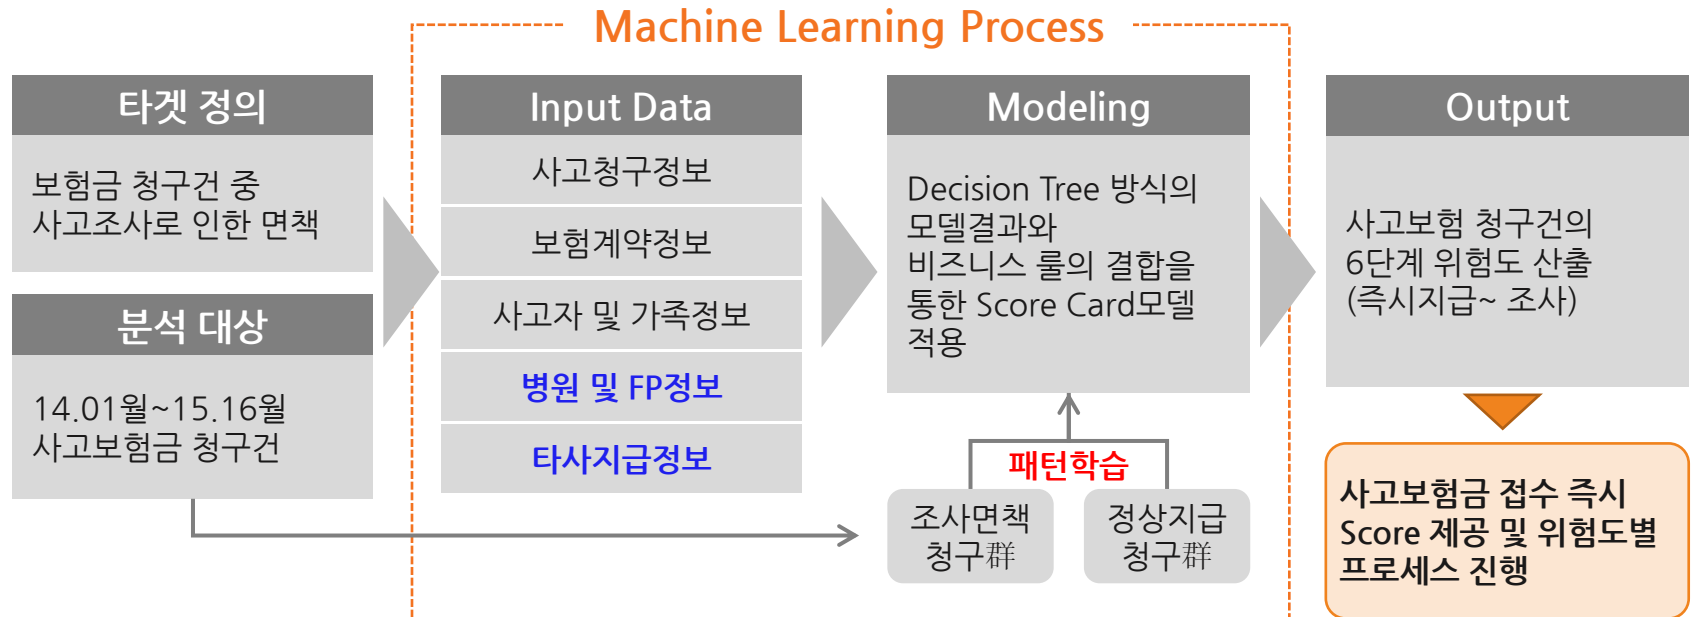 Machine Learning Process
타겟 정의
보험금 청구건 중
사고조사로 인한 면책
분석 대상
14.01월~15.16월
사고보험금 청구건
Input Data
사고청구정보
보험계약정보
사고자 및 가족정보
병원 및 FP정보
타사지급정보
Modeling
Decision Tree 방식의
모델결과와
비즈니스 룰의 결합을
통한 Score Card모델
적용
패턴학습
조사면책
청구群
정상지급
청구群
Output
사고보험 청구건의
6단계 위험도 산출
(즉시지급~ 조사)
사고보험금 접수 즉시
Score 제공 및 위험도별
프로세스 진행